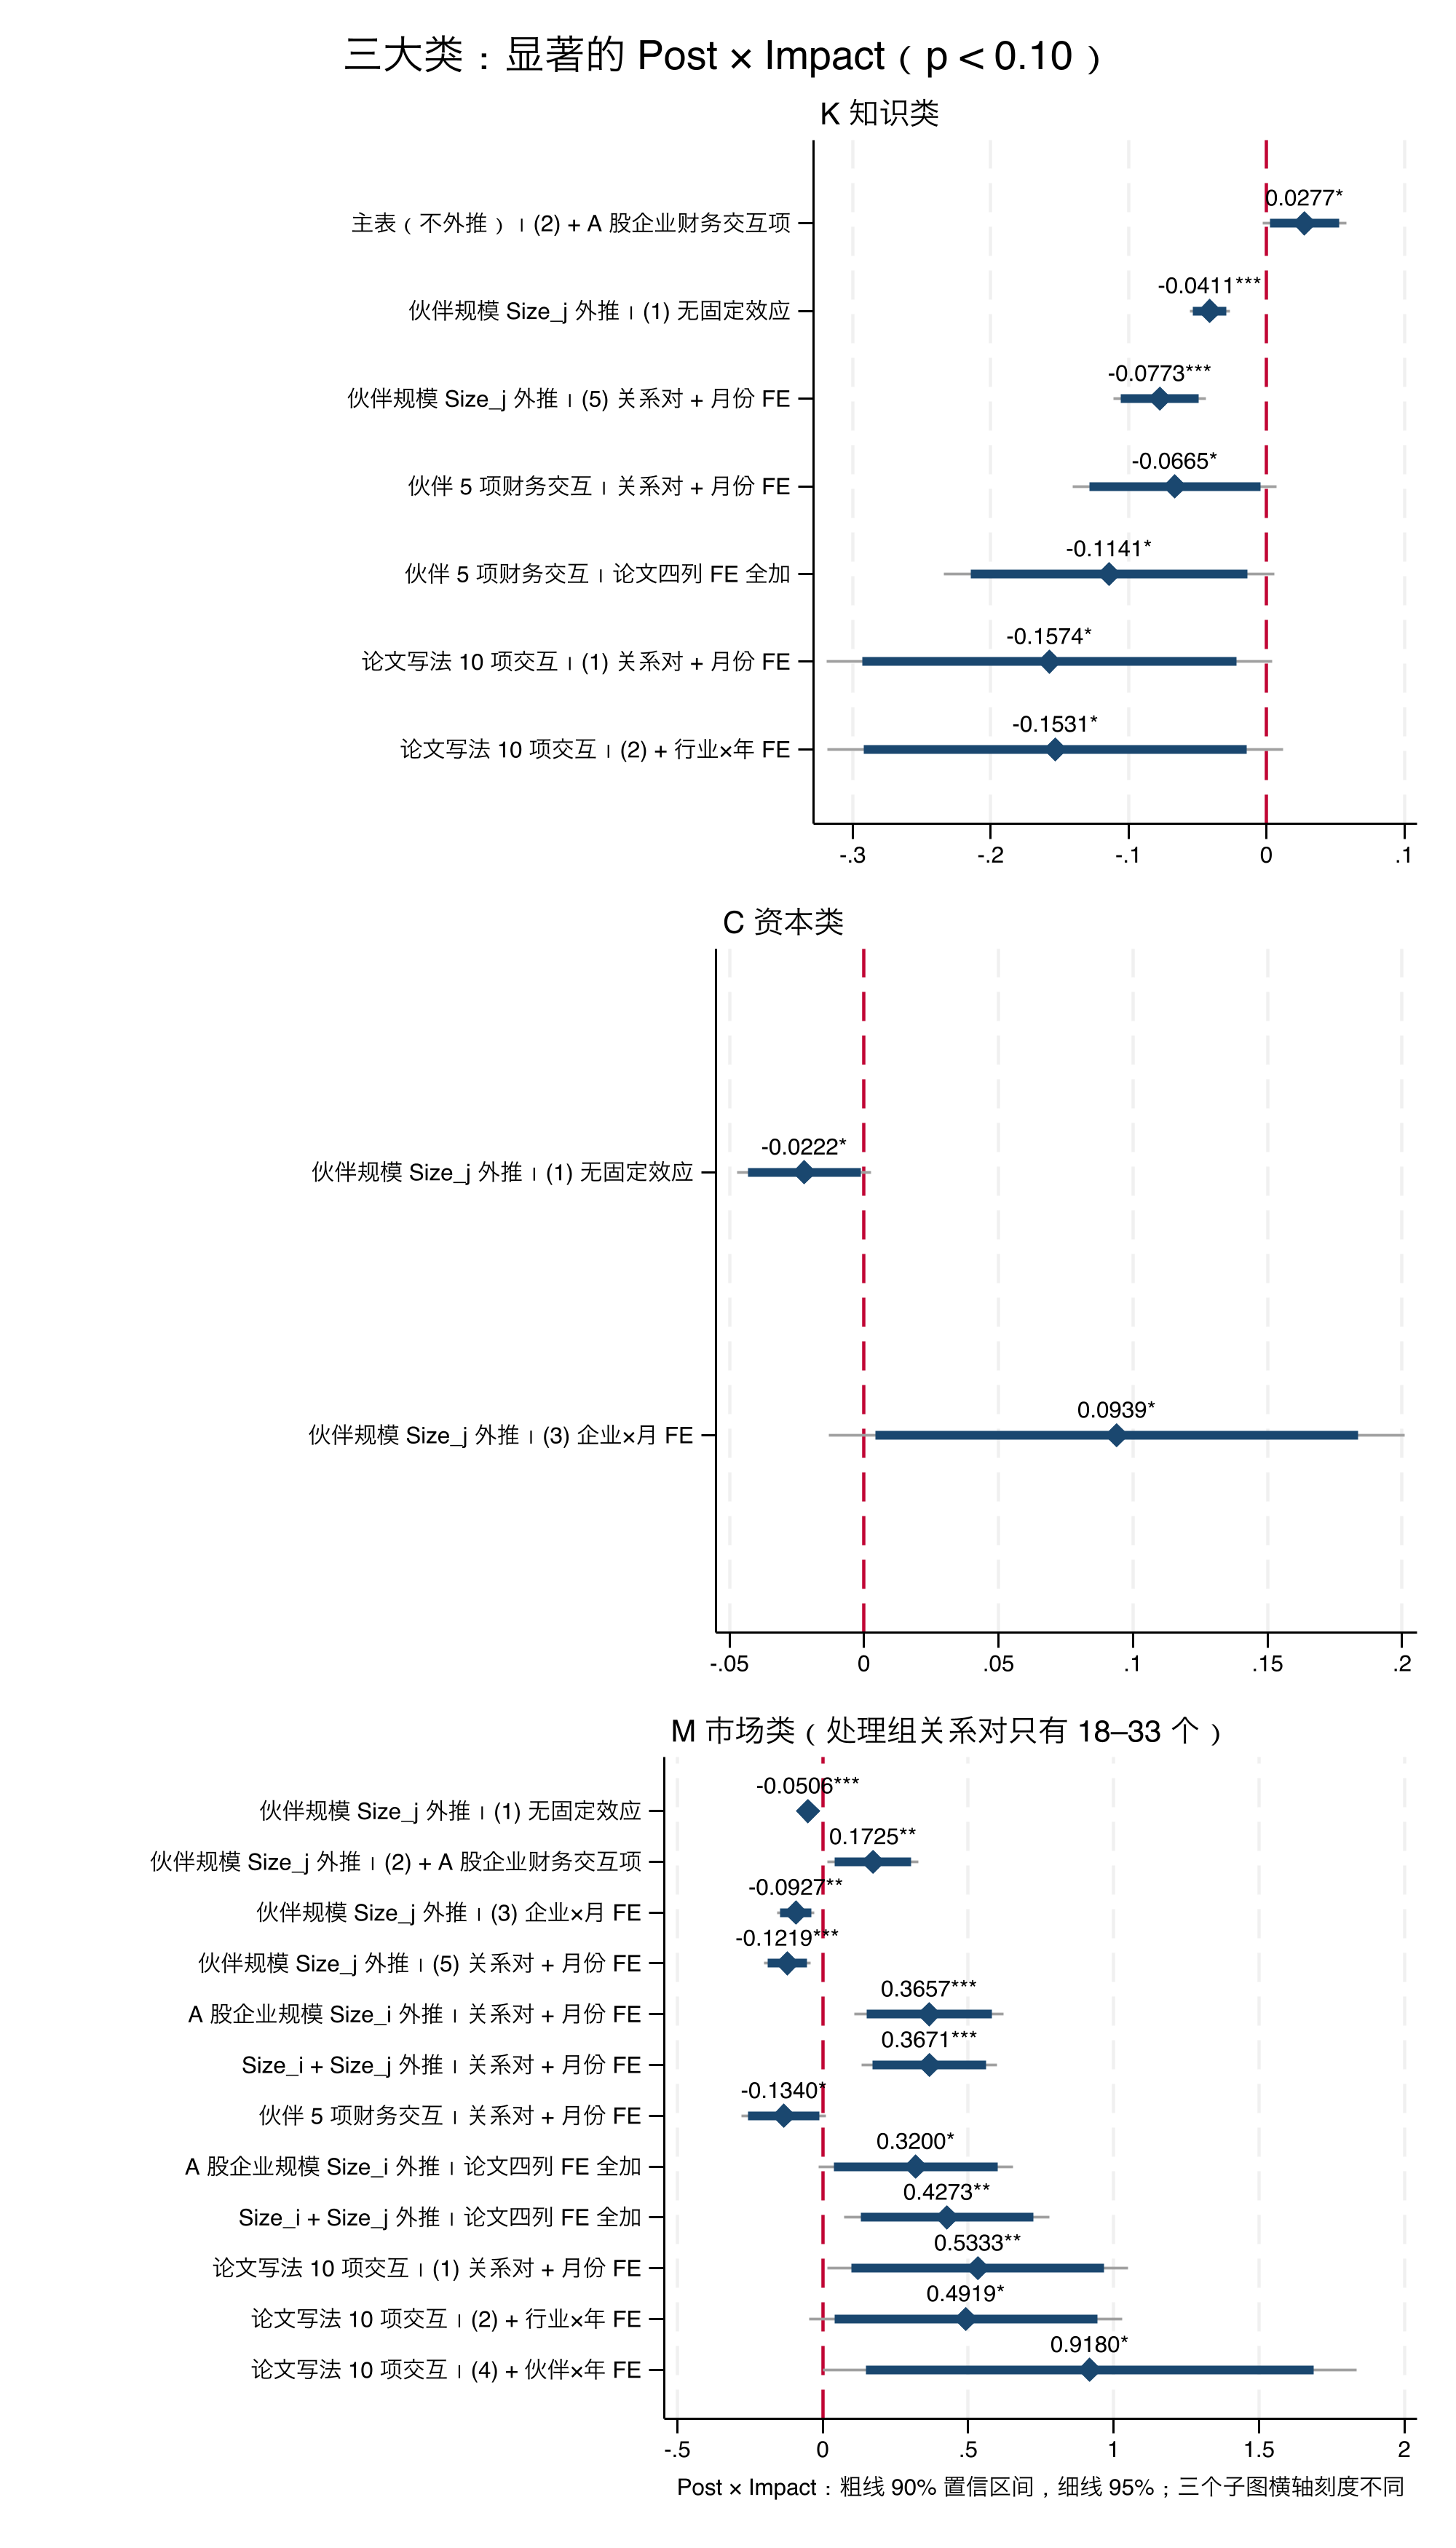 三大类：显著的 Post × Impact（p < 0.10）
K 知识类
主表（不外推）| (2) + A 股企业财务交互项
0.0277*
伙伴规模 Size_j 外推 | (1) 无固定效应
-0.0411***
伙伴规模 Size_j 外推 | (5) 关系对 + 月份 FE
-0.0773***
伙伴 5 项财务交互 | 关系对 + 月份 FE
-0.0665*
伙伴 5 项财务交互 | 论文四列 FE 全加
-0.1141*
论文写法 10 项交互 | (1) 关系对 + 月份 FE
-0.1574*
论文写法 10 项交互 | (2) + 行业×年 FE
-0.1531*
-.3 -.2 -.1 0 .1
C 资本类
伙伴规模 Size_j 外推 | (1) 无固定效应
-0.0222*
伙伴规模 Size_j 外推 | (3) 企业×月 FE
0.0939*
-.05 0 .05 .1 .15 .2
M 市场类（处理组关系对只有 18–33 个）
伙伴规模 Size_j 外推 | (1) 无固定效应
-0.0506***
伙伴规模 Size_j 外推 | (2) + A 股企业财务交互项
0.1725**
伙伴规模 Size_j 外推 | (3) 企业×月 FE
-0.0927**
伙伴规模 Size_j 外推 | (5) 关系对 + 月份 FE
-0.1219***
A 股企业规模 Size_i 外推 | 关系对 + 月份 FE
0.3657***
Size_i + Size_j 外推 | 关系对 + 月份 FE
0.3671***
伙伴 5 项财务交互 | 关系对 + 月份 FE
-0.1340*
A 股企业规模 Size_i 外推 | 论文四列 FE 全加
0.3200*
Size_i + Size_j 外推 | 论文四列 FE 全加
0.4273**
论文写法 10 项交互 | (1) 关系对 + 月份 FE
0.5333**
论文写法 10 项交互 | (2) + 行业×年 FE
0.4919*
论文写法 10 项交互 | (4) + 伙伴×年 FE
0.9180*
-.5 0 .5 1 1.5 2
Post × Impact：粗线 90% 置信区间，细线 95%；三个子图横轴刻度不同